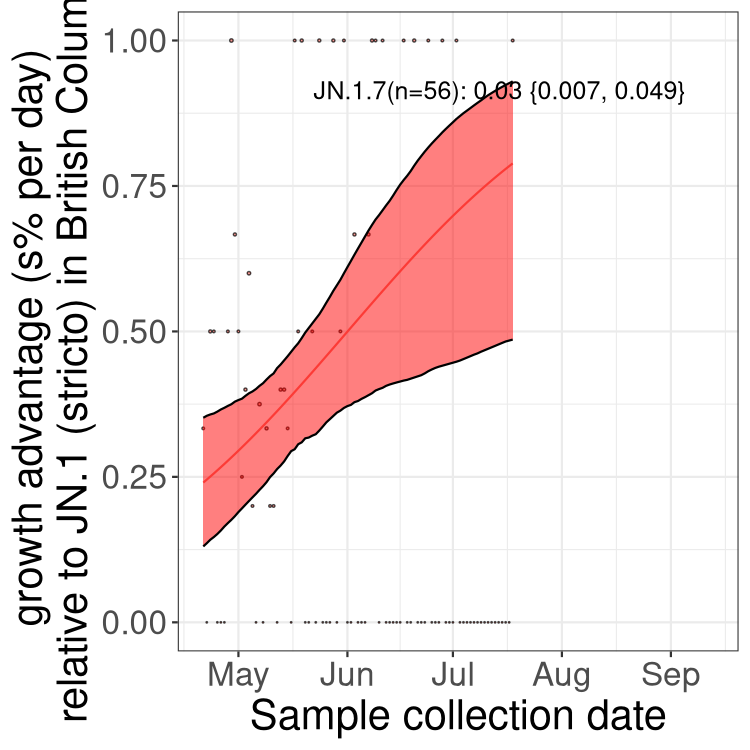 growth advantage (s% per day)
relative to JN.1 (stricto) in British Colum
1.00
0.75
0.50
0.25
0.00
JN.1.7(n=56): 0.03 {0.007, 0.049}
May Jun Jul Aug Sep
Sample collection date